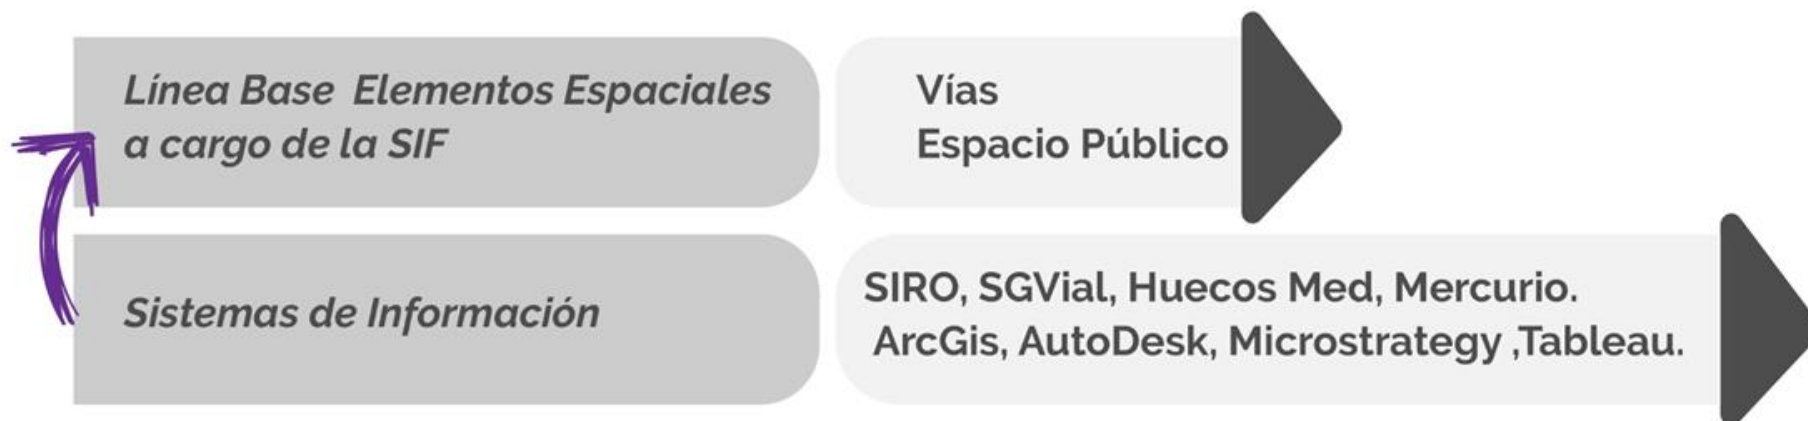 Línea Base Elementos Espaciales
a cargo de la SIF
Vías
Espacio Público
Sistemas de Información
SIRO, SGVial, Huecos Med, Mercurio.
ArcGis, AutoDesk, Microstrategy ,Tableau.